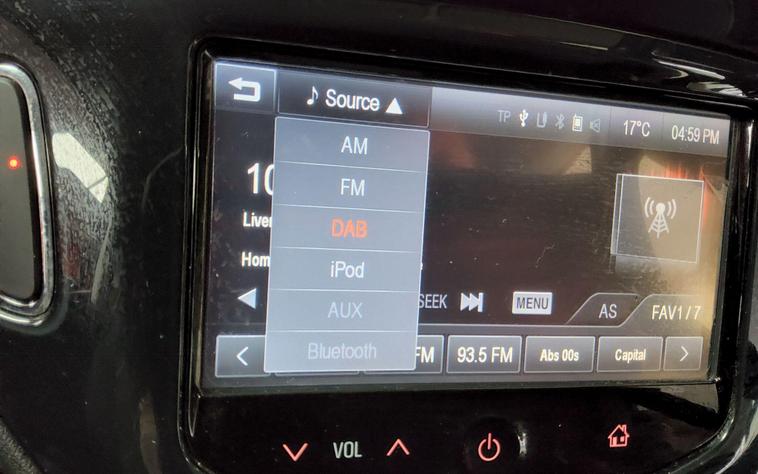 Source
TP 17°C 04:59 PM
AM
FM
DAB
iPod
AUX
Bluetooth
10
Liver
Hom
SEEK MENU AS FAV1/7
FM 93.5 FM Abs 00s Capital
VOL